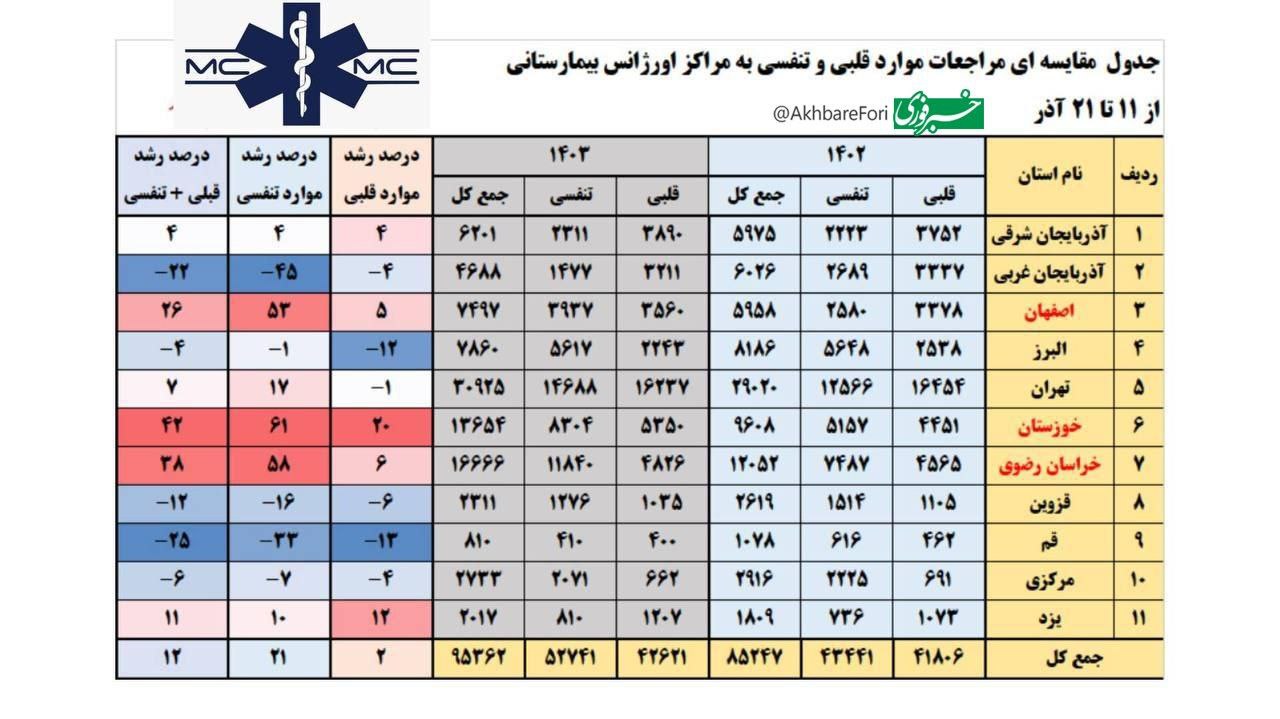 MC MC
جدول مقایسه ای مراجعات موارد قلبی و تنفسی به مراکز اورژانس بیمارستانی
از ۱۱ تا ۲۱ آذر
خبرفوری @AkhbareFori
ردیف نام استان ۱۴۰۲ ۱۴۰۳ درصد رشد موارد قلبی درصد رشد موارد تنفسی درصد رشد قبلی + تنفسی
قلبی تنفسی جمع کل قلبی تنفسی جمع کل
۱ آذربایجان شرقی ۳۷۵۲ ۲۲۲۳ ۵۹۷۵ ۳۸۹۰ ۲۳۱۱ ۶۲۰۱ ۴ ۴ ۴
۲ آذربایجان غربی ۳۳۳۷ ۲۶۸۹ ۶۰۲۶ ۳۲۱۱ ۱۴۷۷ ۴۶۸۸ −۴ −۴۵ −۲۲
۳ اصفهان ۳۳۷۸ ۲۵۸۰ ۵۹۵۸ ۳۵۶۰ ۳۹۳۷ ۷۴۹۷ ۵ ۵۳ ۲۶
۴ البرز ۲۵۳۸ ۵۶۴۸ ۸۱۸۶ ۲۲۴۳ ۵۶۱۷ ۷۸۶۰ −۱۲ −۱ −۴
۵ تهران ۱۶۴۵۴ ۱۲۵۶۶ ۲۹۰۲۰ ۱۶۲۳۷ ۱۴۶۸۸ ۳۰۹۲۵ −۱ ۱۷ ۷
۶ خوزستان ۴۴۵۱ ۵۱۵۷ ۹۶۰۸ ۵۳۵۰ ۸۳۰۴ ۱۳۶۵۴ ۲۰ ۶۱ ۴۲
۷ خراسان رضوی ۴۵۶۵ ۷۴۸۷ ۱۲۰۵۲ ۴۸۲۶ ۱۱۸۴۰ ۱۶۶۶۶ ۶ ۵۸ ۳۸
۸ قزوین ۱۱۰۵ ۱۵۱۴ ۲۶۱۹ ۱۰۳۵ ۱۲۷۶ ۲۳۱۱ −۶ −۱۶ −۱۲
۹ قم ۴۶۲ ۶۱۶ ۱۰۷۸ ۴۰۰ ۴۱۰ ۸۱۰ −۱۳ −۳۳ −۲۵
۱۰ مرکزی ۶۹۱ ۲۲۲۵ ۲۹۱۶ ۶۶۲ ۲۰۷۱ ۲۷۳۳ −۴ −۷ −۶
۱۱ یزد ۱۰۷۳ ۷۳۶ ۱۸۰۹ ۱۲۰۷ ۸۱۰ ۲۰۱۷ ۱۲ ۱۰ ۱۱
جمع کل ۴۱۸۰۶ ۴۳۴۴۱ ۸۵۲۴۷ ۴۲۶۲۱ ۵۲۷۴۱ ۹۵۳۶۲ ۲ ۲۱ ۱۲